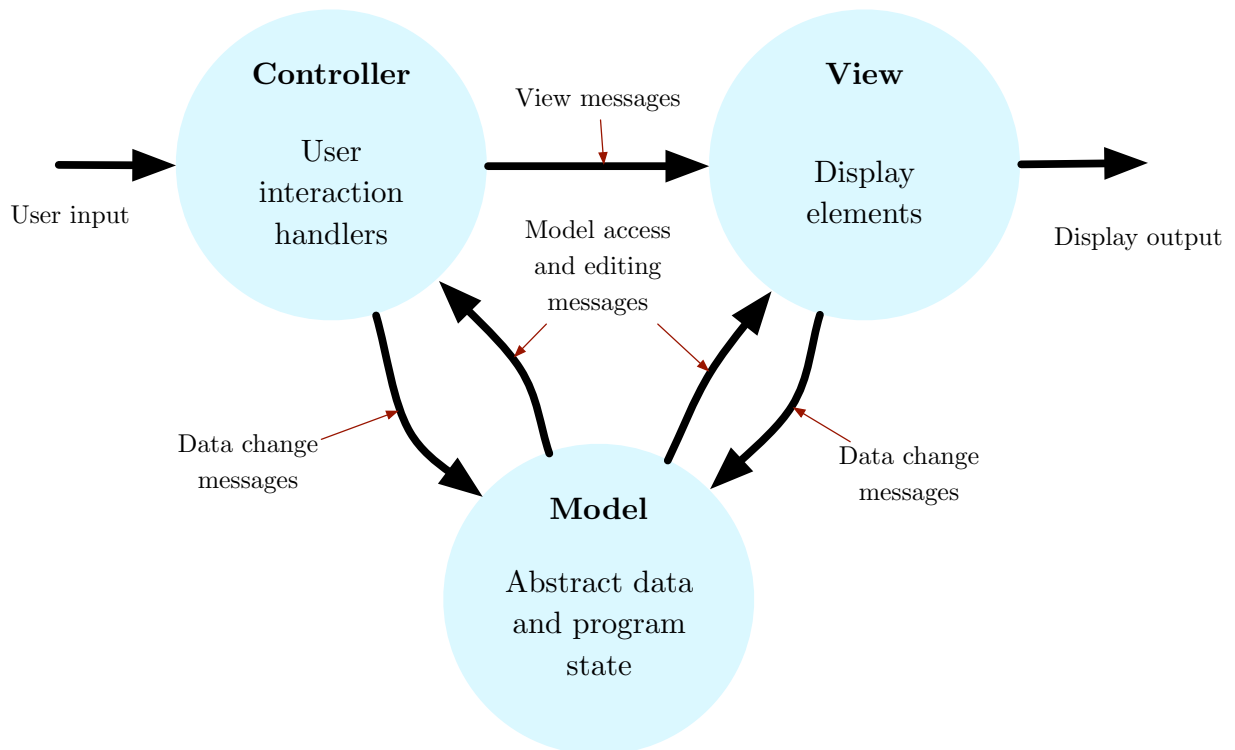 Controller
User
interaction
handlers
View messages
View
Display
elements
User input
Display output
Model access
and editing
messages
Data change
messages
Data change
messages
Model
Abstract data
and program
state